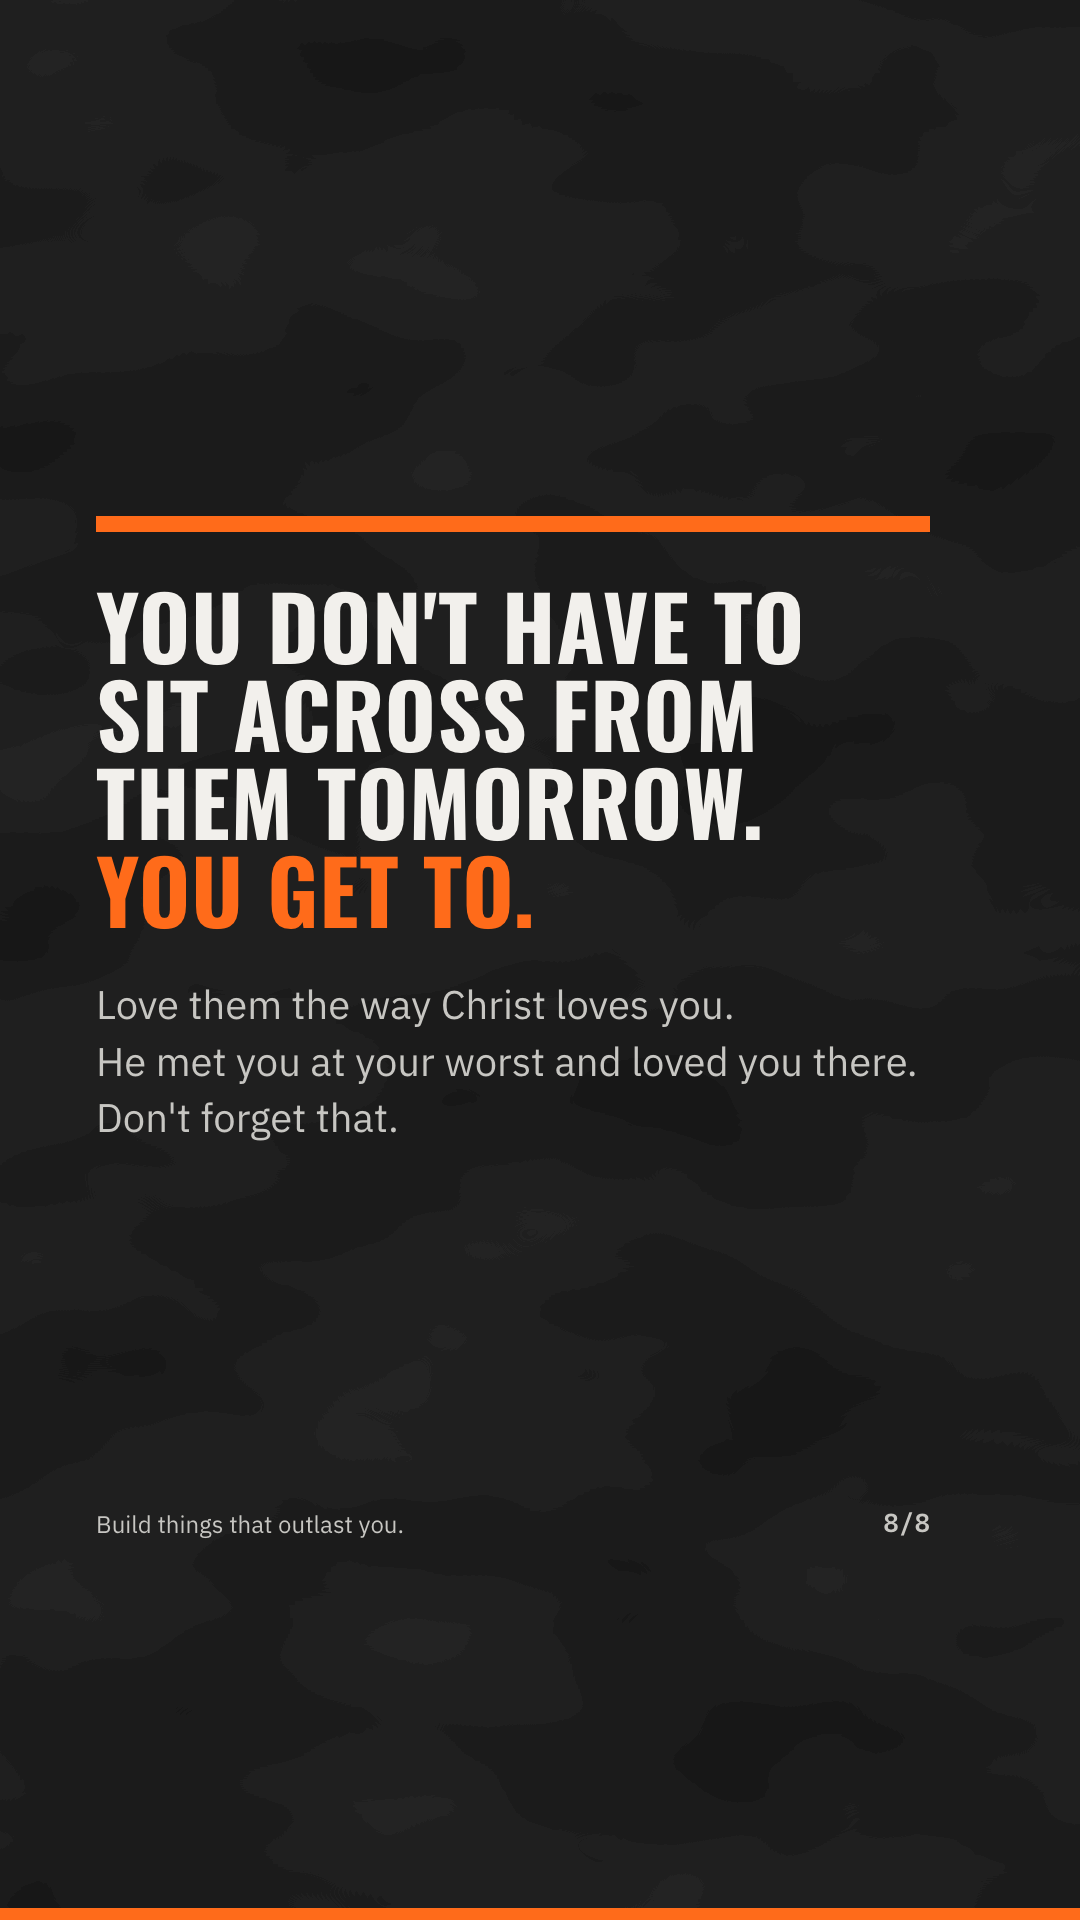 YOU DON'T HAVE TO
SIT ACROSS FROM
THEM TOMORROW.
YOU GET TO.
Love them the way Christ loves you.
He met you at your worst and loved you there.
Don't forget that.
Build things that outlast you.
8/8